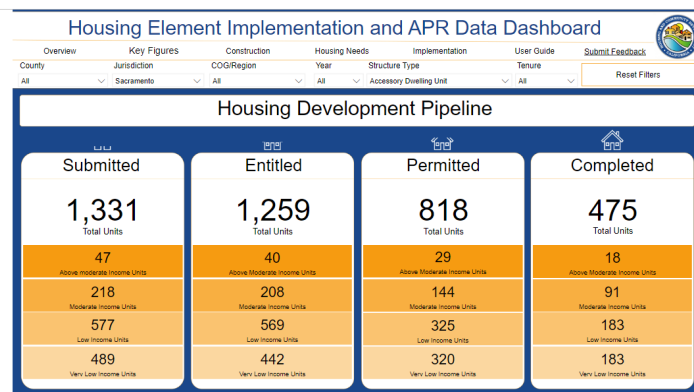 Housing Element Implementation and APR Data Dashboard
Overview Key Figures Construction Housing Needs Implementation User Guide Submit Feedback
County Jurisdiction COG/Region Year Structure Type Tenure
All Sacramento All All Accessory Dwelling Unit All Reset Filters
Housing Development Pipeline
Submitted Entitled Permitted Completed
1,331 1,259 818 475
Total Units Total Units Total Units Total Units
47 40 29 18
Above moderate Income Units Above Moderate Income Units Above Moderate Income Units Above Moderate Income Units
218 208 144 91
Moderate Income Units Moderate Income Units Moderate Income Units Moderate Income Units
577 569 325 183
Low Income Units Low Income Units Low Income Units Low Income Units
489 442 320 183
Very Low Income Units Very Low Income Units Very Low Income Units Very Low Income Units